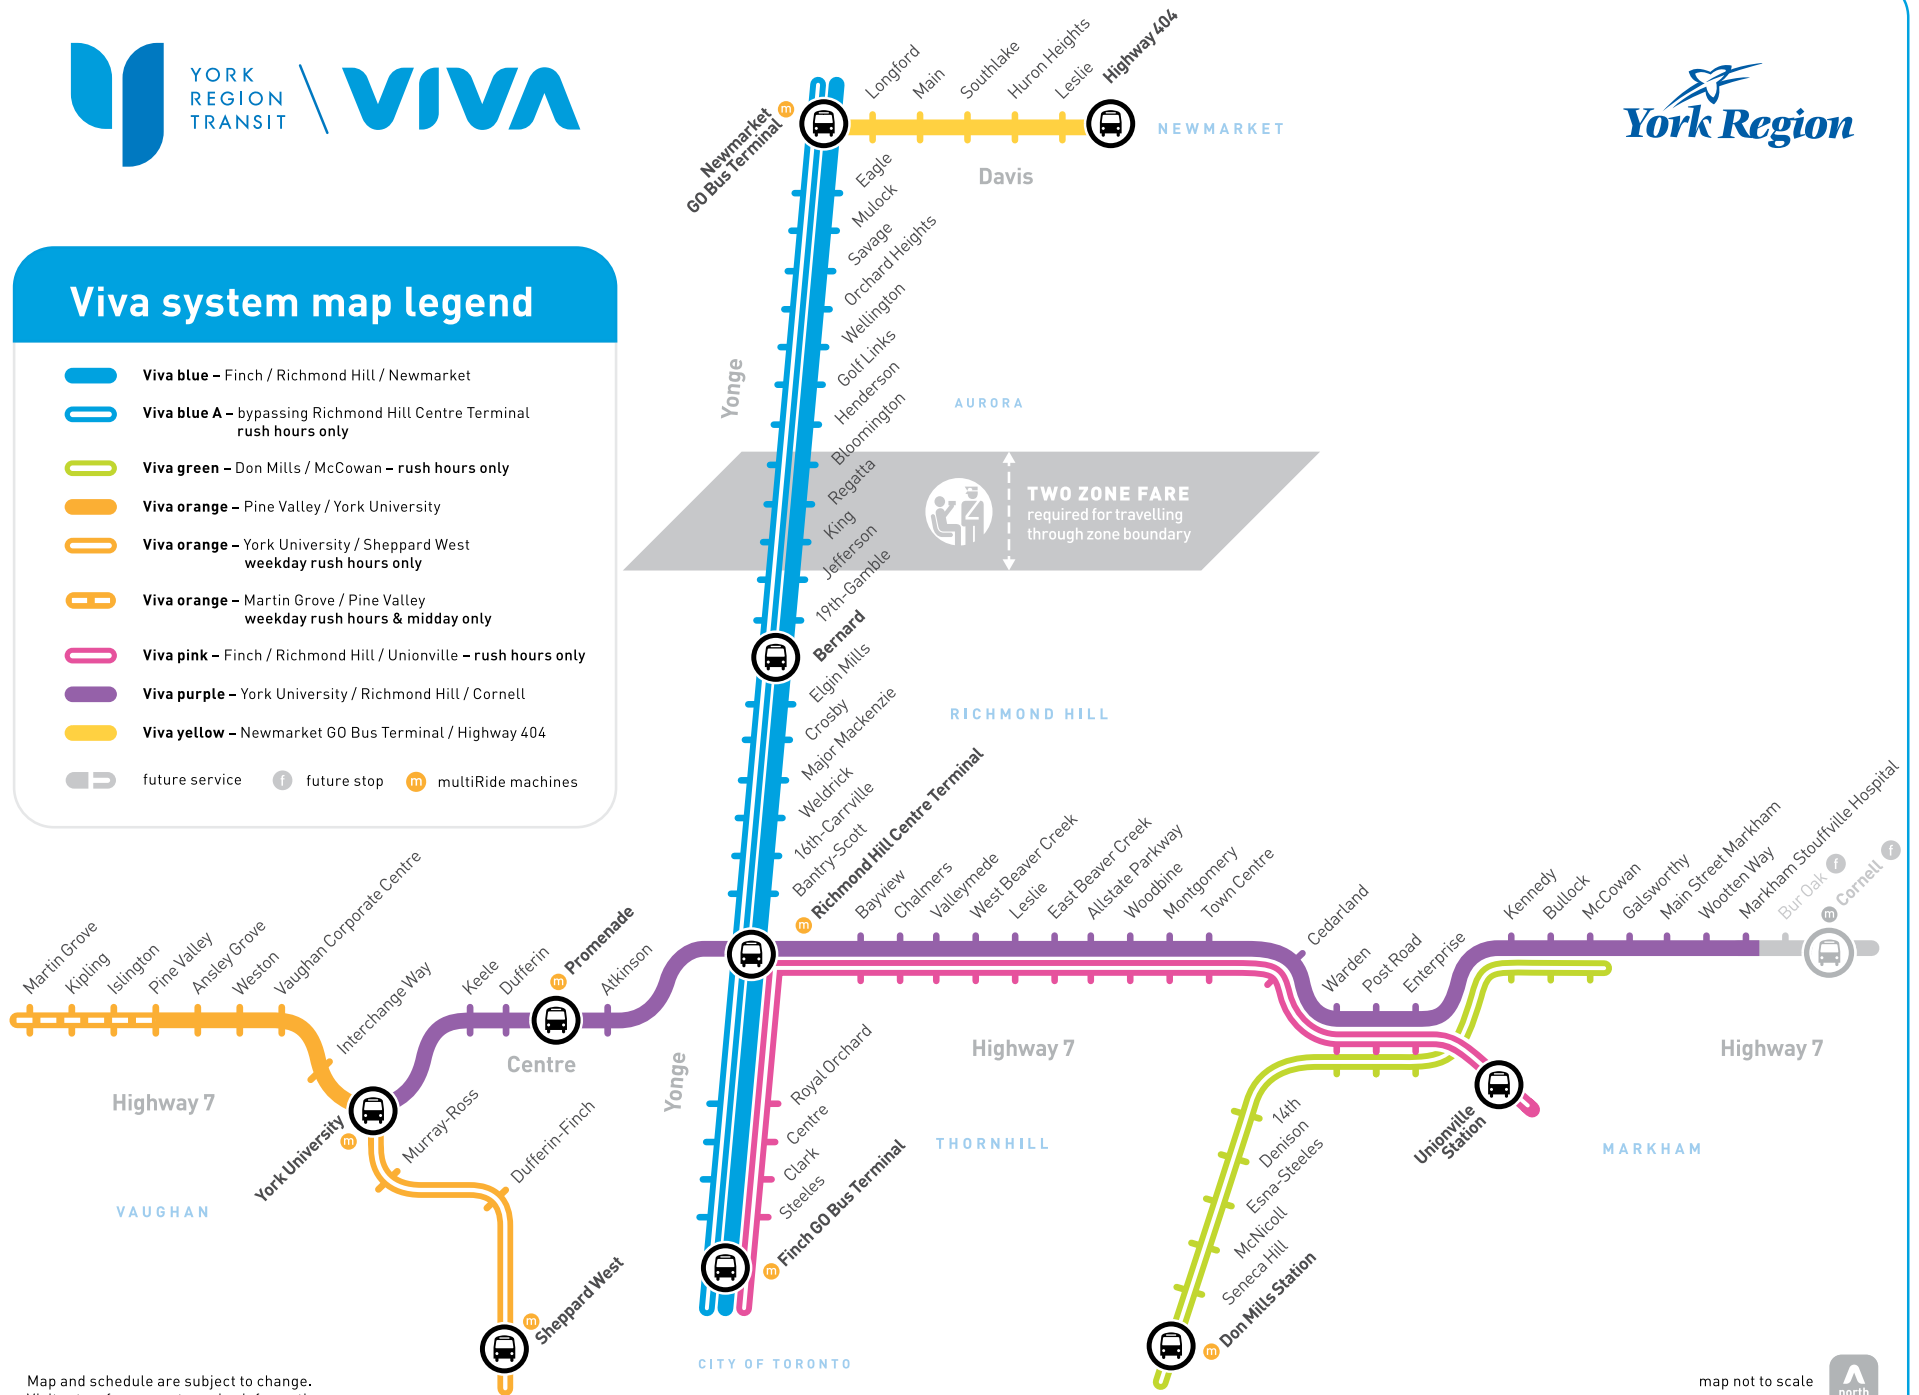 YORK
REGION
TRANSIT
VIVA
York Region
Viva system map legend
Viva blue – Finch / Richmond Hill / Newmarket
Viva blue A – bypassing Richmond Hill Centre Terminal
rush hours only
Viva green – Don Mills / McCowan – rush hours only
Viva orange – Pine Valley / York University
Viva orange – York University / Sheppard West
weekday rush hours only
Viva orange – Martin Grove / Pine Valley
weekday rush hours & midday only
Viva pink – Finch / Richmond Hill / Unionville – rush hours only
Viva purple – York University / Richmond Hill / Cornell
Viva yellow – Newmarket GO Bus Terminal / Highway 404
future service
f future stop
m multiRide machines
Newmarket
GO Bus Terminal
m
Longford
Main
Southlake
Huron Heights
Leslie
Highway 404
NEWMARKET
Davis
Eagle
Mulock
Savage
Orchard Heights
Wellington
Golf Links
Henderson
Bloomington
Regatta
King
Jefferson
19th-Gamble
Bernard
Elgin Mills
Crosby
Major Mackenzie
Weldrick
16th-Carrville
Bantry-Scott
m
Richmond Hill Centre Terminal
Yonge
AURORA
TWO ZONE FARE
required for travelling
through zone boundary
RICHMOND HILL
Martin Grove
Kipling
Islington
Pine Valley
Ansley Grove
Weston
Vaughan Corporate Centre
Interchange Way
Keele
Dufferin
m
Promenade
Atkinson
Centre
Highway 7
York University
m
Murray-Ross
Dufferin-Finch
m
Sheppard West
VAUGHAN
Yonge
Royal Orchard
Centre
Clark
Steeles
m
Finch GO Bus Terminal
THORNHILL
CITY OF TORONTO
Bayview
Chalmers
Valleymede
West Beaver Creek
Leslie
East Beaver Creek
Allstate Parkway
Woodbine
Montgomery
Town Centre
Cedarland
Warden
Post Road
Enterprise
Kennedy
Bullock
McCowan
Galsworthy
Main Street Markham
Wootten Way
Markham Stouffville Hospital
Bur Oak
f
m
Cornell
f
Highway 7
Highway 7
Unionville
Station
MARKHAM
14th
Denison
Esna-Steeles
McNicoll
Seneca Hill
m
Don Mills Station
Map and schedule are subject to change.
map not to scale
north